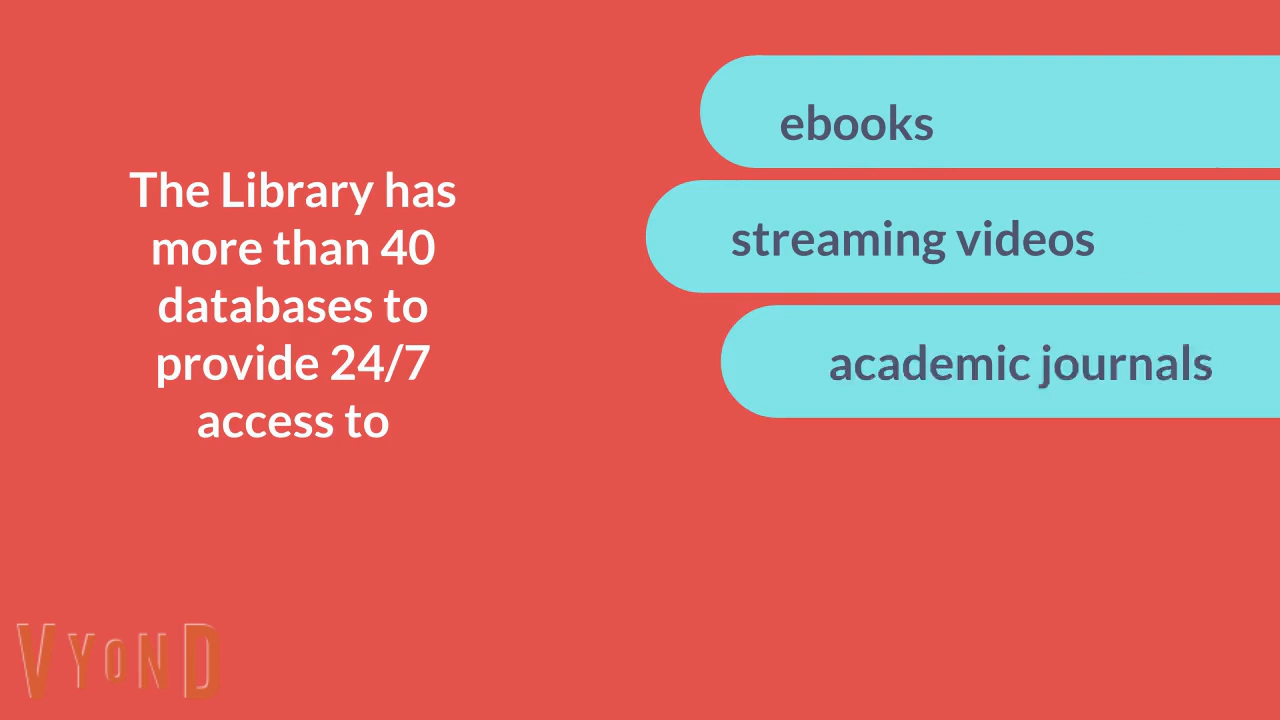 The Library has
more than 40
databases to
provide 24/7
access to
ebooks
streaming videos
academic journals
VYOND